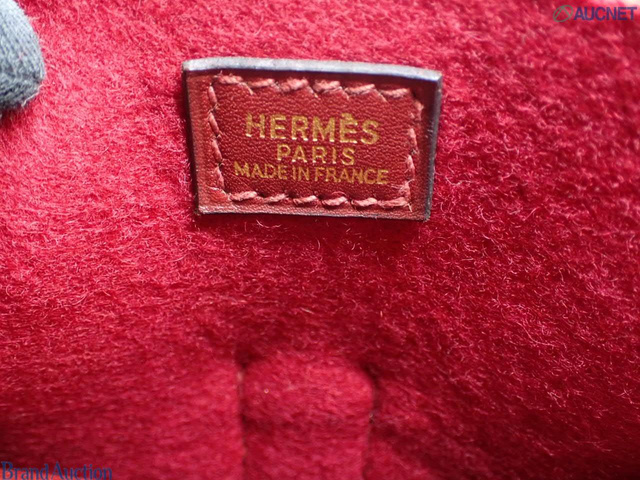 AUCNET
HERMÈS
PARIS
MADE IN FRANCE
Brand Auction